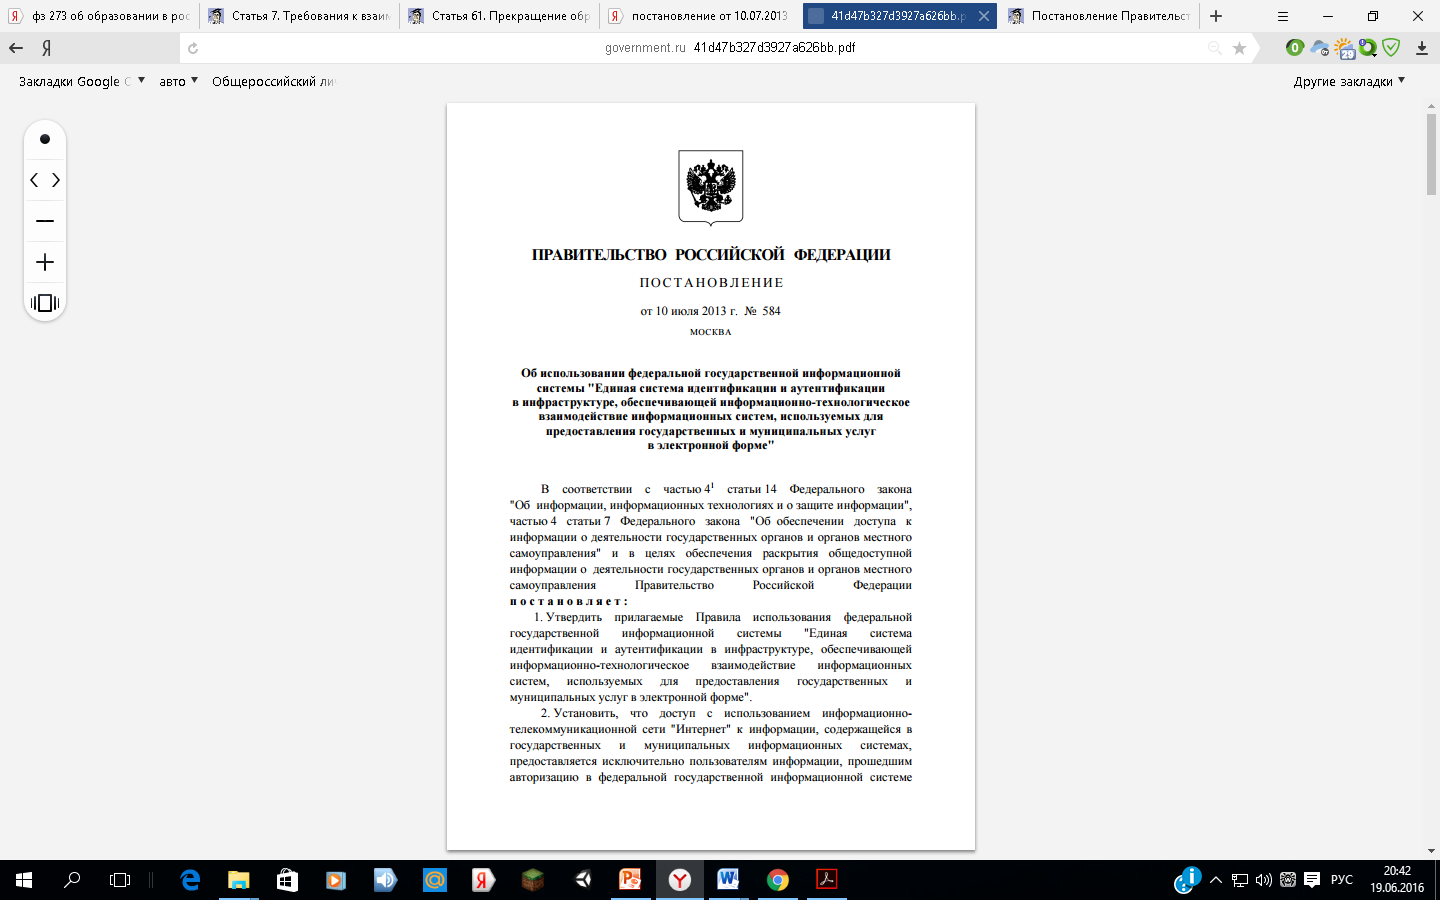 фз 273 об образовании в рос
Статья 7. Требования к взаим
Статья 61. Прекращение обр
постановление от 10.07.2013
41d47b327d3927a626bb.p
Постановление Правительст
Я
government.ru 41d47b327d3927a626bb.pdf
0
29
Закладки Google
авто
Общероссийский ли
Другие закладки
ПРАВИТЕЛЬСТВО РОССИЙСКОЙ ФЕДЕРАЦИИ
ПОСТАНОВЛЕНИЕ
от 10 июля 2013 г. № 584
МОСКВА
Об использовании федеральной государственной информационной
системы "Единая система идентификации и аутентификации
в инфраструктуре, обеспечивающей информационно-технологическое
взаимодействие информационных систем, используемых для
предоставления государственных и муниципальных услуг
в электронной форме"
В соответствии с частью 4¹ статьи 14 Федерального закона
"Об информации, информационных технологиях и о защите информации",
частью 4 статьи 7 Федерального закона "Об обеспечении доступа к
информации о деятельности государственных органов и органов местного
самоуправления" и в целях обеспечения раскрытия общедоступной
информации о деятельности государственных органов и органов местного
самоуправления Правительство Российской Федерации
постановляет:
1. Утвердить прилагаемые Правила использования федеральной
государственной информационной системы "Единая система
идентификации и аутентификации в инфраструктуре, обеспечивающей
информационно-технологическое взаимодействие информационных
систем, используемых для предоставления государственных и
муниципальных услуг в электронной форме".
2. Установить, что доступ с использованием информационно-
телекоммуникационной сети "Интернет" к информации, содержащейся в
государственных и муниципальных информационных системах,
предоставляется исключительно пользователям информации, прошедшим
авторизацию в федеральной государственной информационной системе
РУС
20:42
19.06.2016